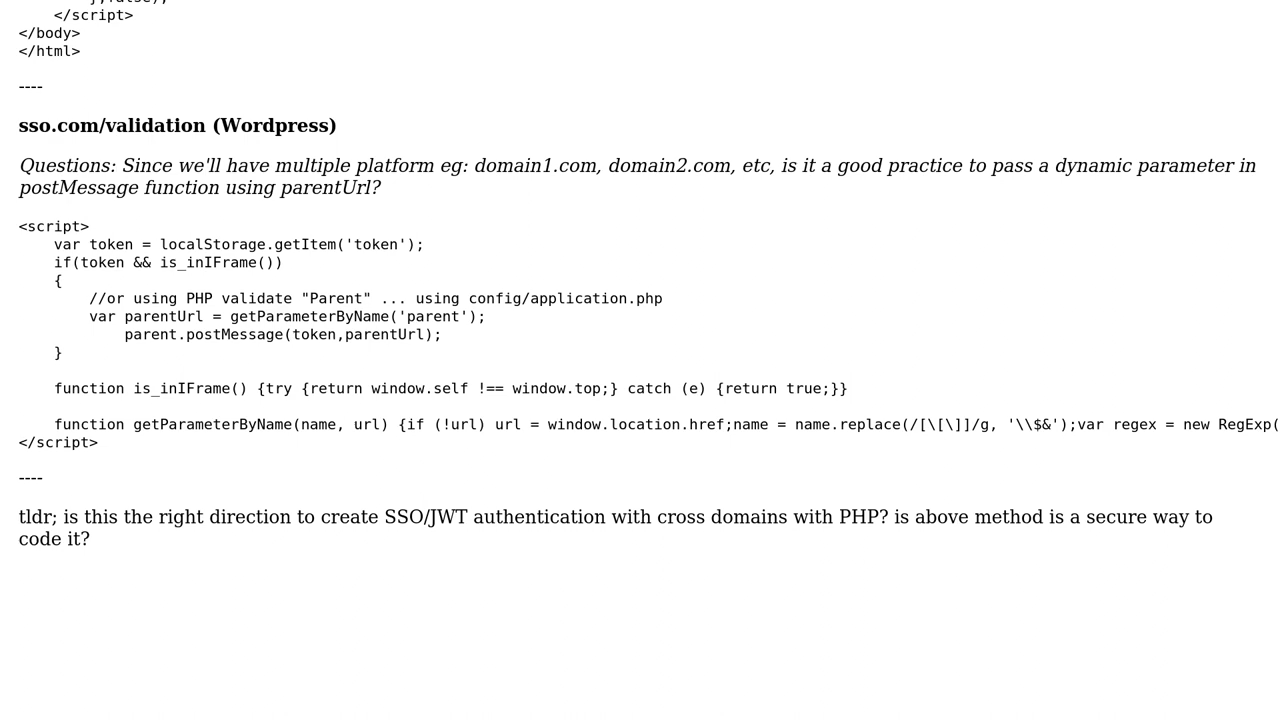 </script>
</body>
</html>
----
sso.com/validation (Wordpress)
Questions: Since we'll have multiple platform eg: domain1.com, domain2.com, etc, is it a good practice to pass a dynamic parameter in
postMessage function using parentUrl?
<script>
    var token = localStorage.getItem('token');
    if(token && is_inIFrame())
    {
        //or using PHP validate "Parent" ... using config/application.php
        var parentUrl = getParameterByName('parent');
            parent.postMessage(token,parentUrl);
    }
    function is_inIFrame() {try {return window.self !== window.top;} catch (e) {return true;}}
    function getParameterByName(name, url) {if (!url) url = window.location.href;name = name.replace(/[\[\]]/g, '\\$&');var regex = new RegExp(
</script>
----
tldr; is this the right direction to create SSO/JWT authentication with cross domains with PHP? is above method is a secure way to
code it?